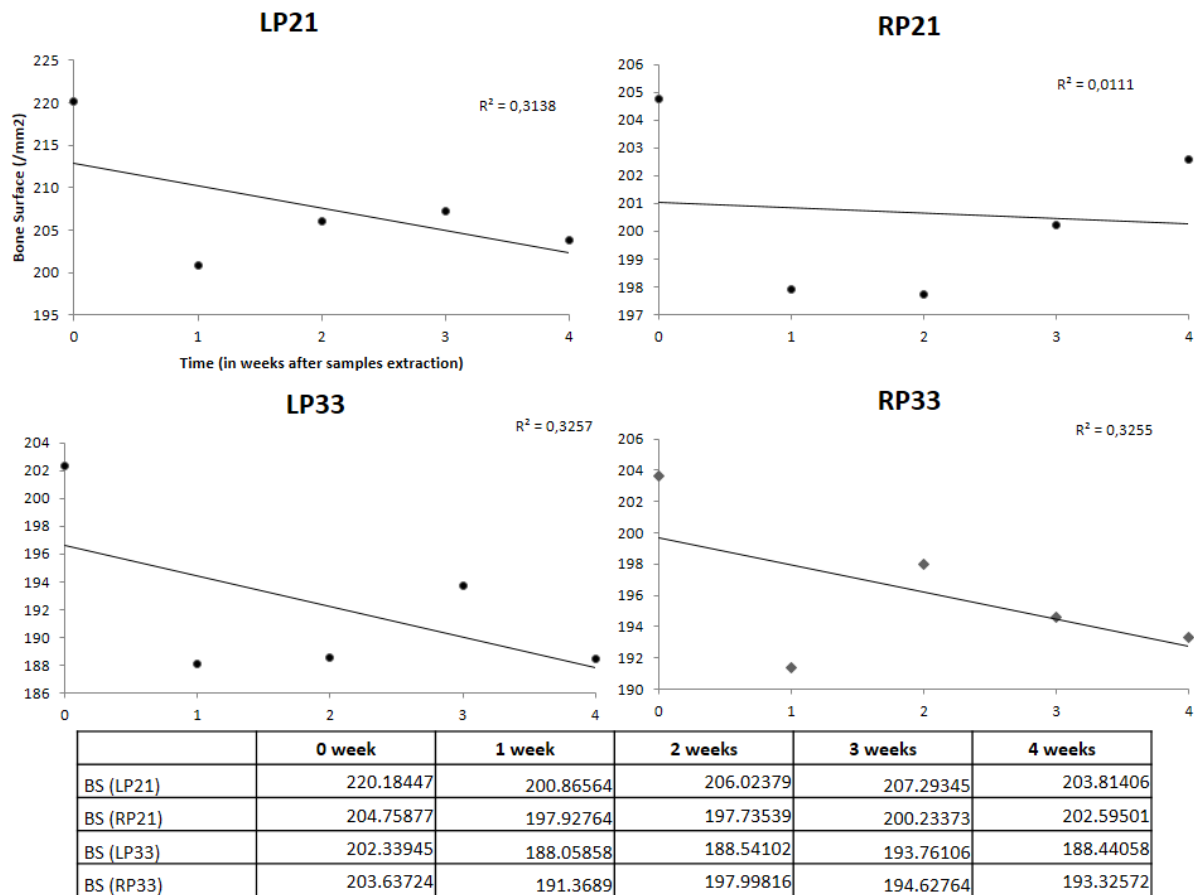 LP21
R² = 0,3138
225
220
215
210
205
200
195
Bone Surface (/mm2)
0 1 2 3 4
Time (in weeks after samples extraction)
RP21
R² = 0,0111
206
205
204
203
202
201
200
199
198
197
0 1 2 3 4
LP33
R² = 0,3257
204
202
200
198
196
194
192
190
188
186
0 1 2 3 4
RP33
R² = 0,3255
206
204
202
200
198
196
194
192
190
0 1 2 3 4
0 week 1 week 2 weeks 3 weeks 4 weeks
BS (LP21) 220.18447 200.86564 206.02379 207.29345 203.81406
BS (RP21) 204.75877 197.92764 197.73539 200.23373 202.59501
BS (LP33) 202.33945 188.05858 188.54102 193.76106 188.44058
BS (RP33) 203.63724 191.3689 197.99816 194.62764 193.32572